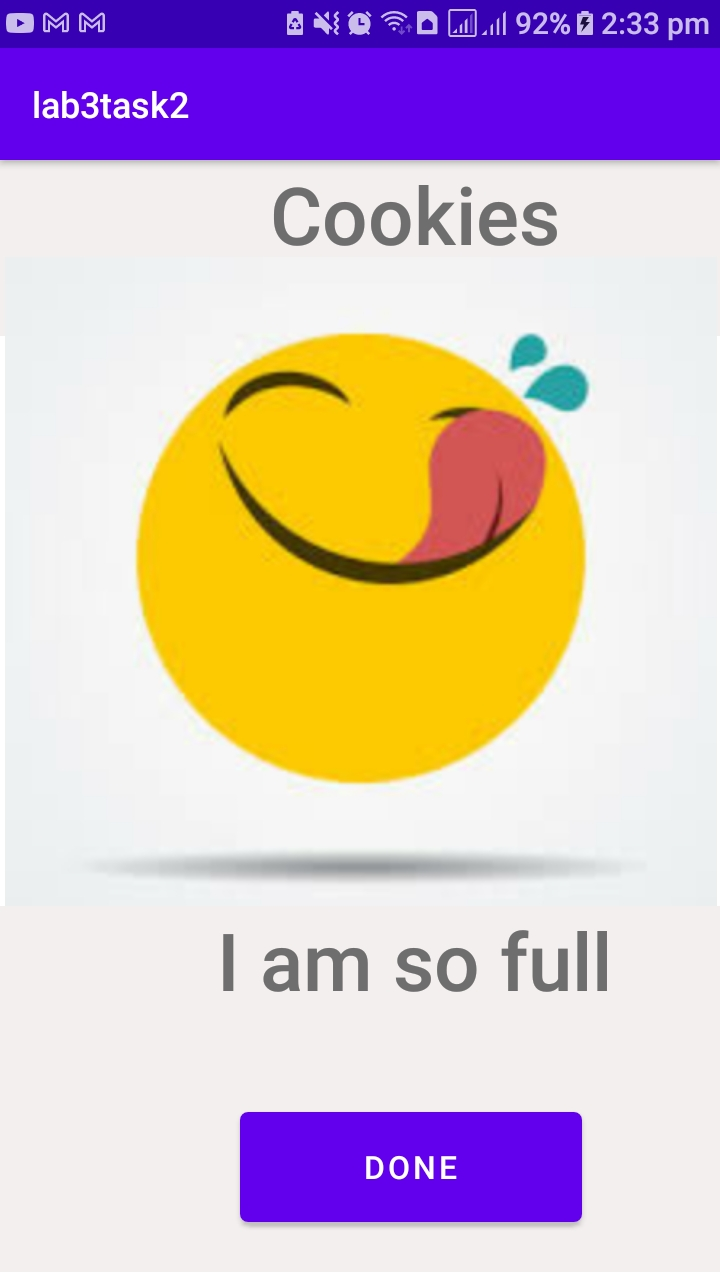 92% 2:33 pm
lab3task2
Cookies
I am so full
DONE